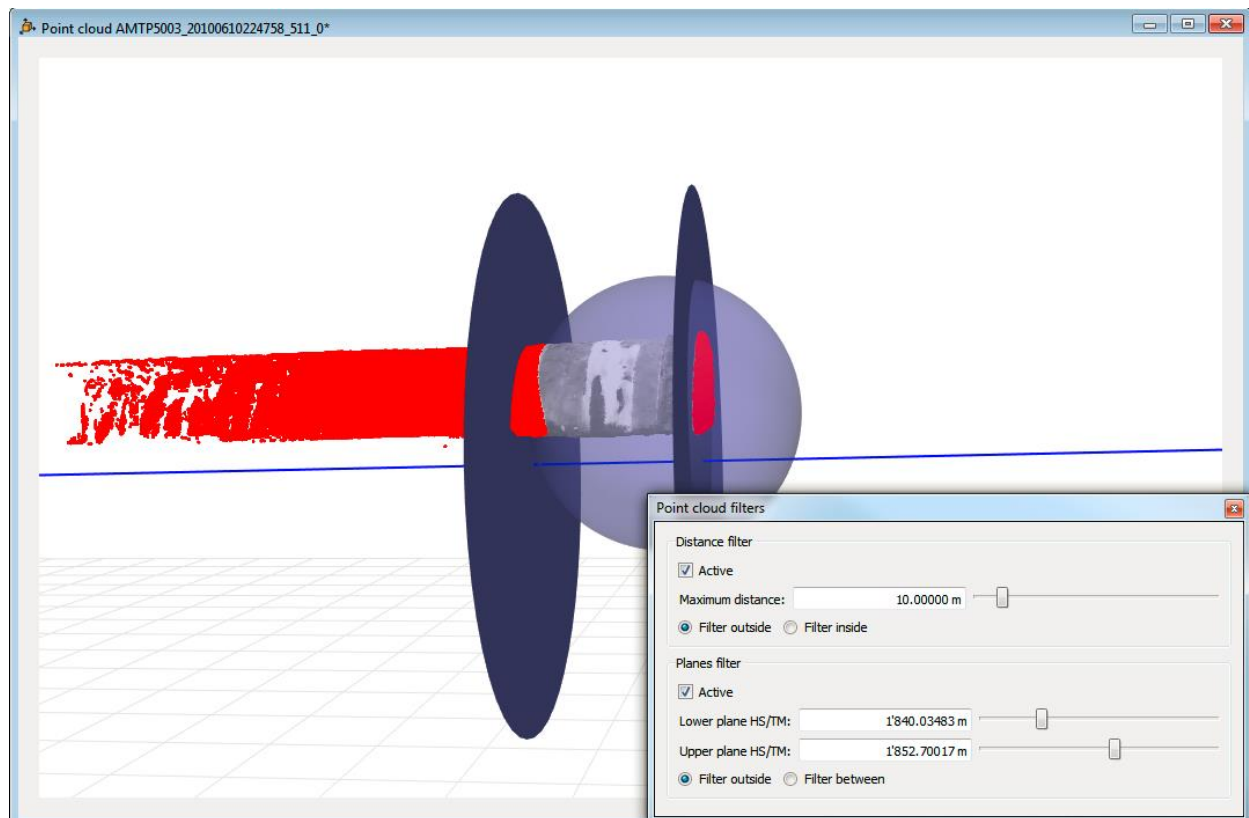 Point cloud AMTP5003_20100610224758_511_0*
Point cloud filters
Distance filter
Active
Maximum distance: 10.00000 m
Filter outside Filter inside
Planes filter
Active
Lower plane HS/TM: 1'840.03483 m
Upper plane HS/TM: 1'852.70017 m
Filter outside Filter between